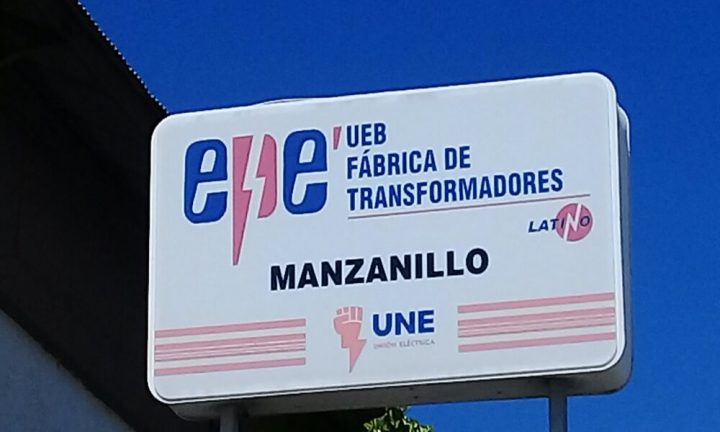 epe'
UEB
FÁBRICA DE
TRANSFORMADORES
LATINO
MANZANILLO
UNE
UNIÓN ELÉCTRICA